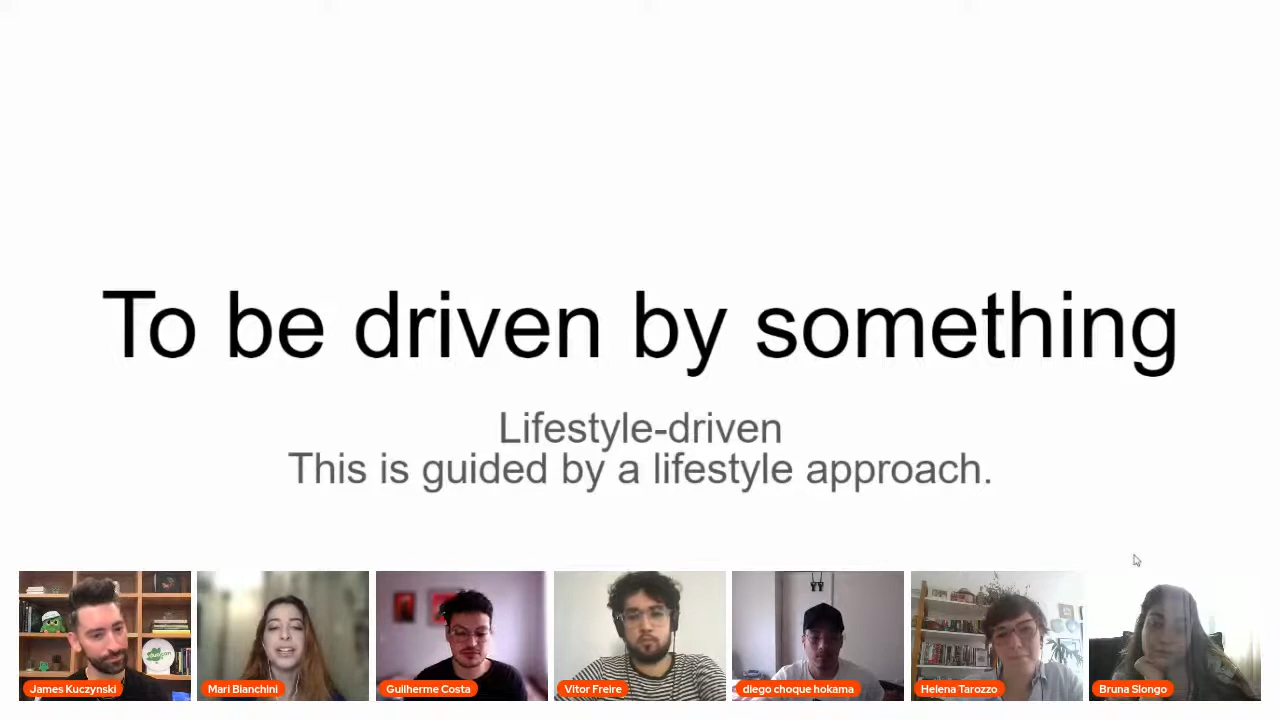 To be driven by something
Lifestyle-driven
This is guided by a lifestyle approach.
James Kuczynski
Mari Bianchini
Guilherme Costa
Vitor Freire
diego choque hokama
Helena Tarozzo
Bruna Slongo